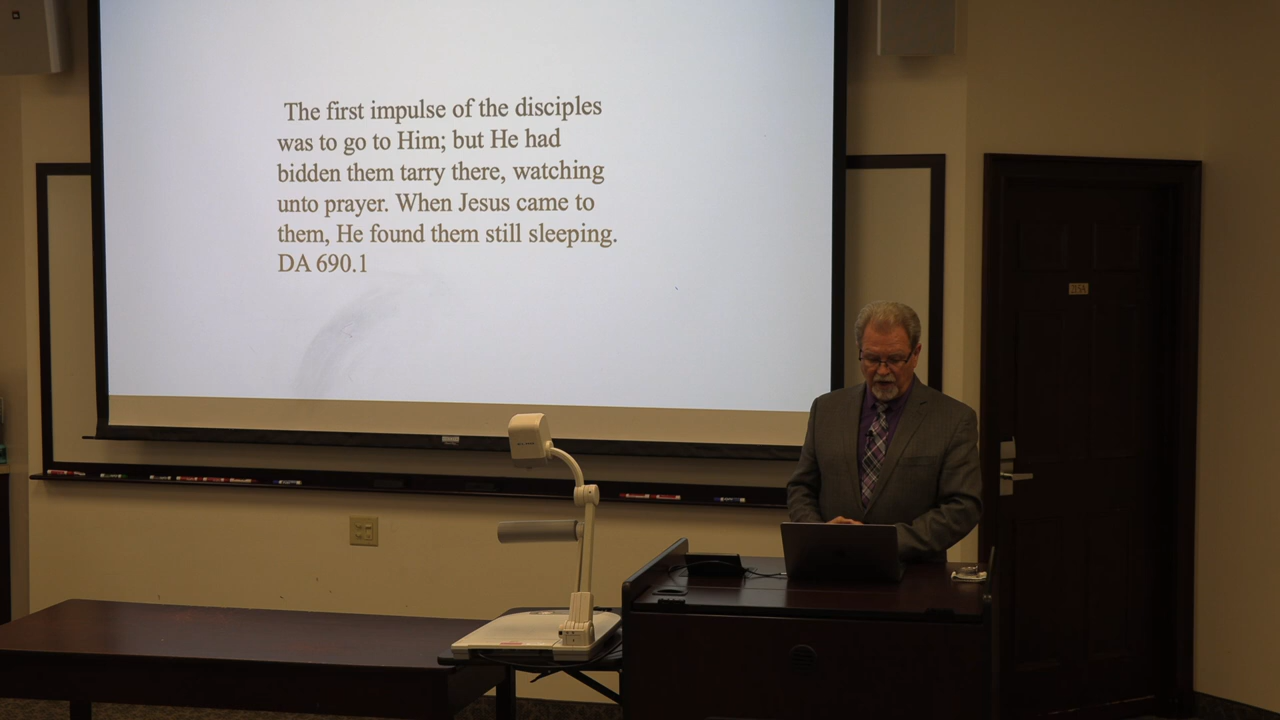 The first impulse of the disciples
was to go to Him; but He had
bidden them tarry there, watching
unto prayer. When Jesus came to
them, He found them still sleeping.
DA 690.1